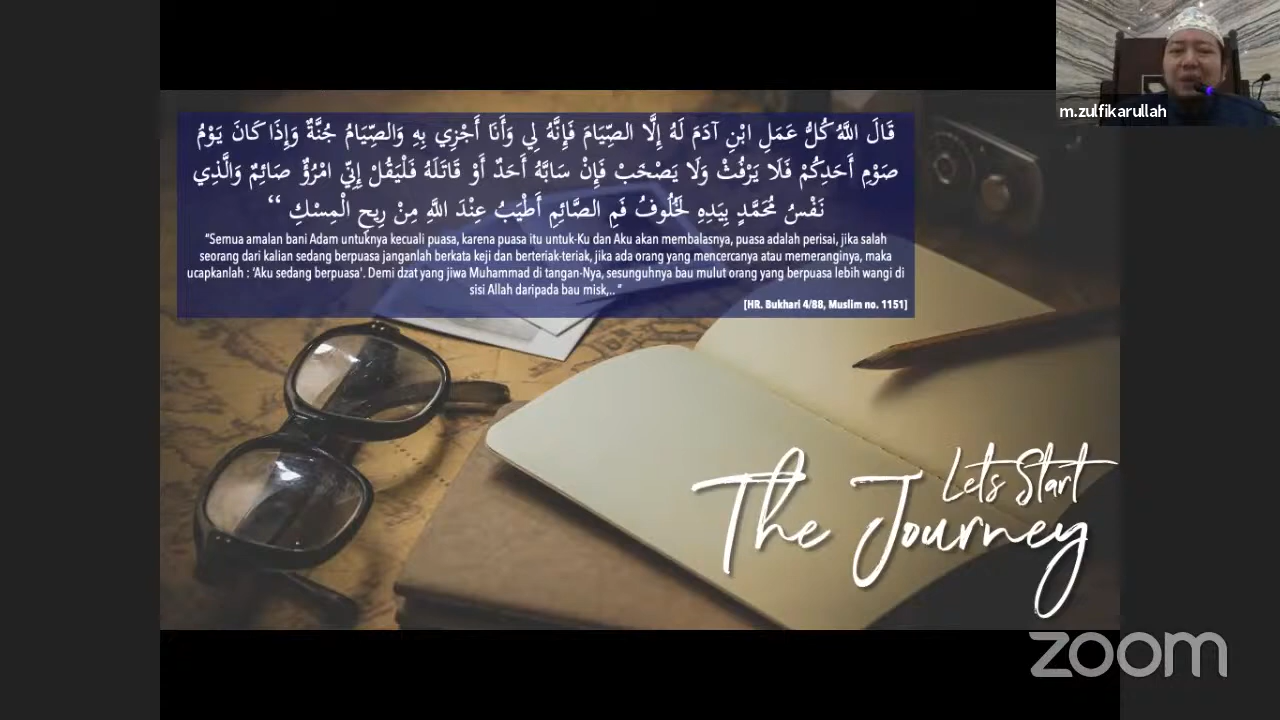 m.zulfikarullah
قَالَ اللَّهُ كُلُّ عَمَلِ ابْنِ آدَمَ لَهُ إِلَّا الصِّيَامَ فَإِنَّهُ لِي وَأَنَا أَجْزِي بِهِ وَالصِّيَامُ جُنَّةٌ وَإِذَا كَانَ يَوْمُ
صَوْمِ أَحَدِكُمْ فَلَا يَرْفُثْ وَلَا يَصْخَبْ فَإِنْ سَابَّهُ أَحَدٌ أَوْ قَاتَلَهُ فَلْيَقُلْ إِنِّي امْرُؤٌ صَائِمٌ وَالَّذِي
نَفْسُ مُحَمَّدٍ بِيَدِهِ لَخُلُوفُ فَمِ الصَّائِمِ أَطْيَبُ عِنْدَ اللَّهِ مِنْ رِيحِ الْمِسْكِ “
“Semua amalan bani Adam untuknya kecuali puasa, karena puasa itu untuk-Ku dan Aku akan membalasnya, puasa adalah perisai, jika salah
seorang dari kalian sedang berpuasa janganlah berkata keji dan berteriak-teriak, jika ada orang yang mencercanya atau memeranginya, maka
ucapkanlah : ‘Aku sedang berpuasa’. Demi dzat yang jiwa Muhammad di tangan-Nya, sesungguhnya bau mulut orang yang berpuasa lebih wangi di
sisi Allah daripada bau misk,.. ”
[HR. Bukhari 4/88, Muslim no. 1151]
Lets Start
The Journey
zoom